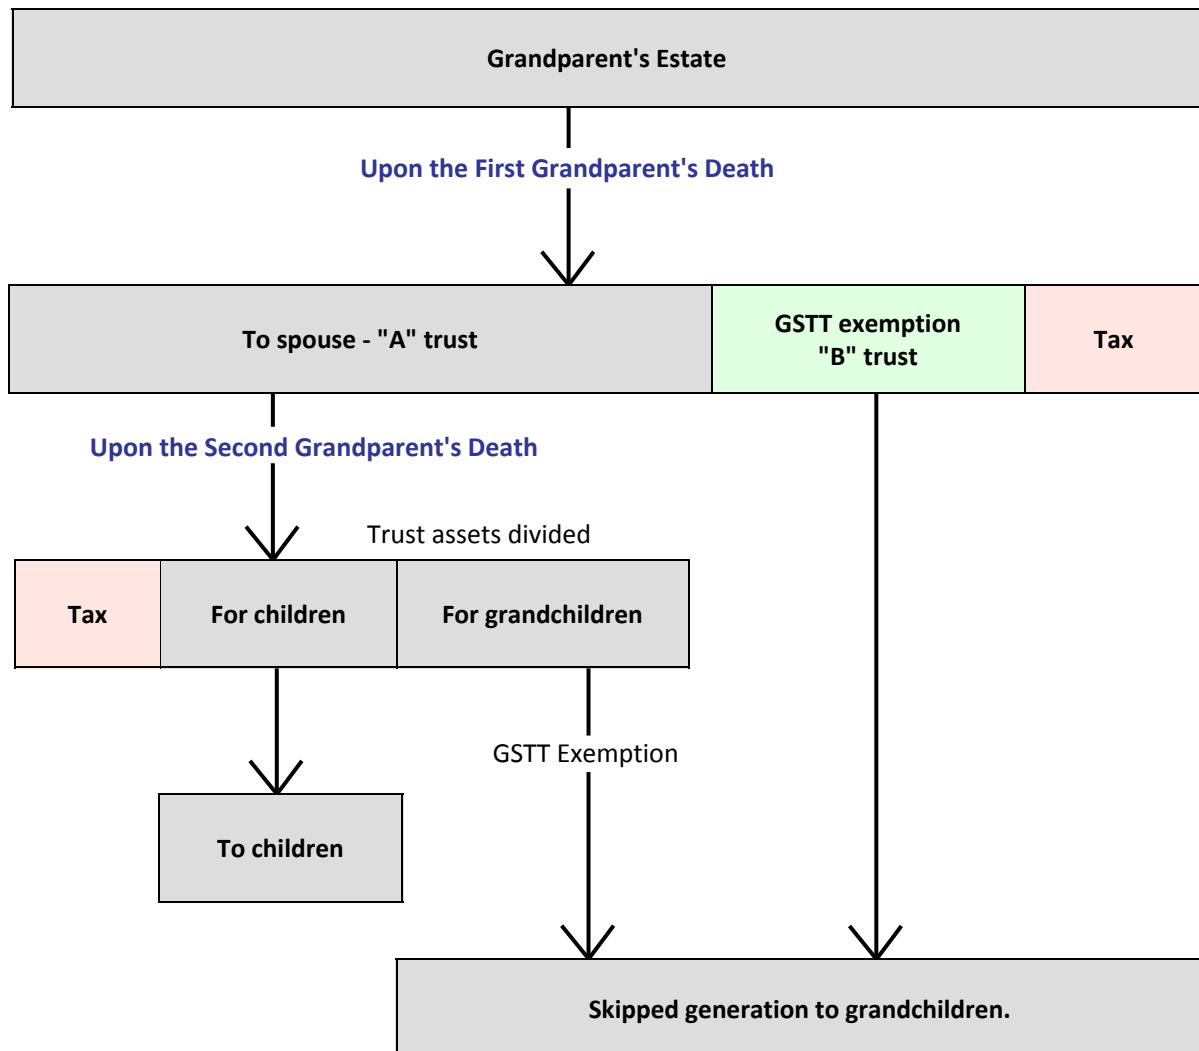 Grandparent's Estate
Upon the First Grandparent's Death
To spouse - "A" trust
GSTT exemption
"B" trust
Tax
Upon the Second Grandparent's Death
Trust assets divided
Tax
For children
For grandchildren
GSTT Exemption
To children
Skipped generation to grandchildren.